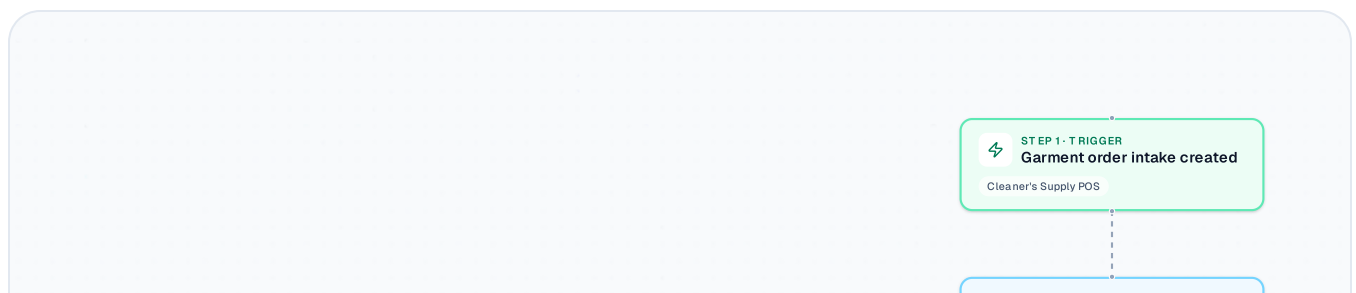 STEP 1 · TRIGGER
Garment order intake created
Cleaner's Supply POS